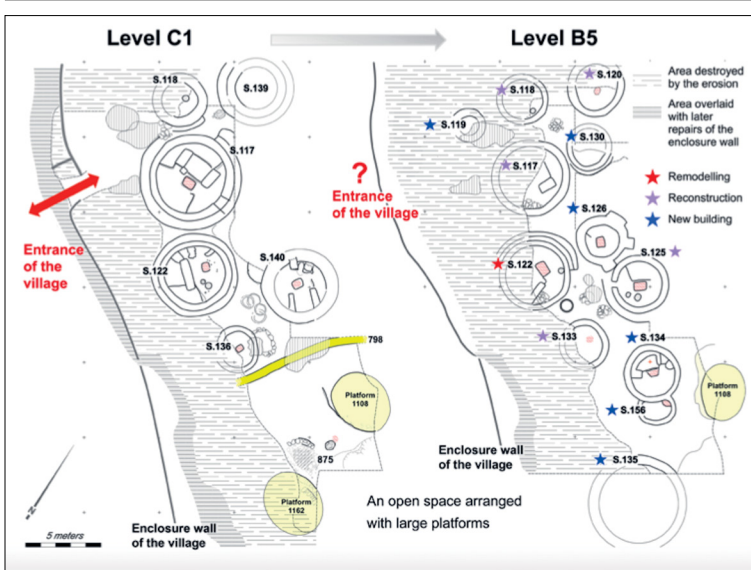 Level C1
Level B5
S.118
S.139
S.117
Entrance
of the
village
S.122
S.140
S.136
798
Platform
1108
875
Platform
1162
5 meters
N
Enclosure wall
of the village
An open space arranged
with large platforms
S.120
S.118
S.119
S.130
?
Entrance
of the village
S.117
S.126
S.122
S.125
S.133
S.134
Platform
1108
S.156
Enclosure wall
of the village
S.135
Area destroyed
by the erosion
Area overlaid
with later
repairs of the
enclosure wall
Remodelling
Reconstruction
New building